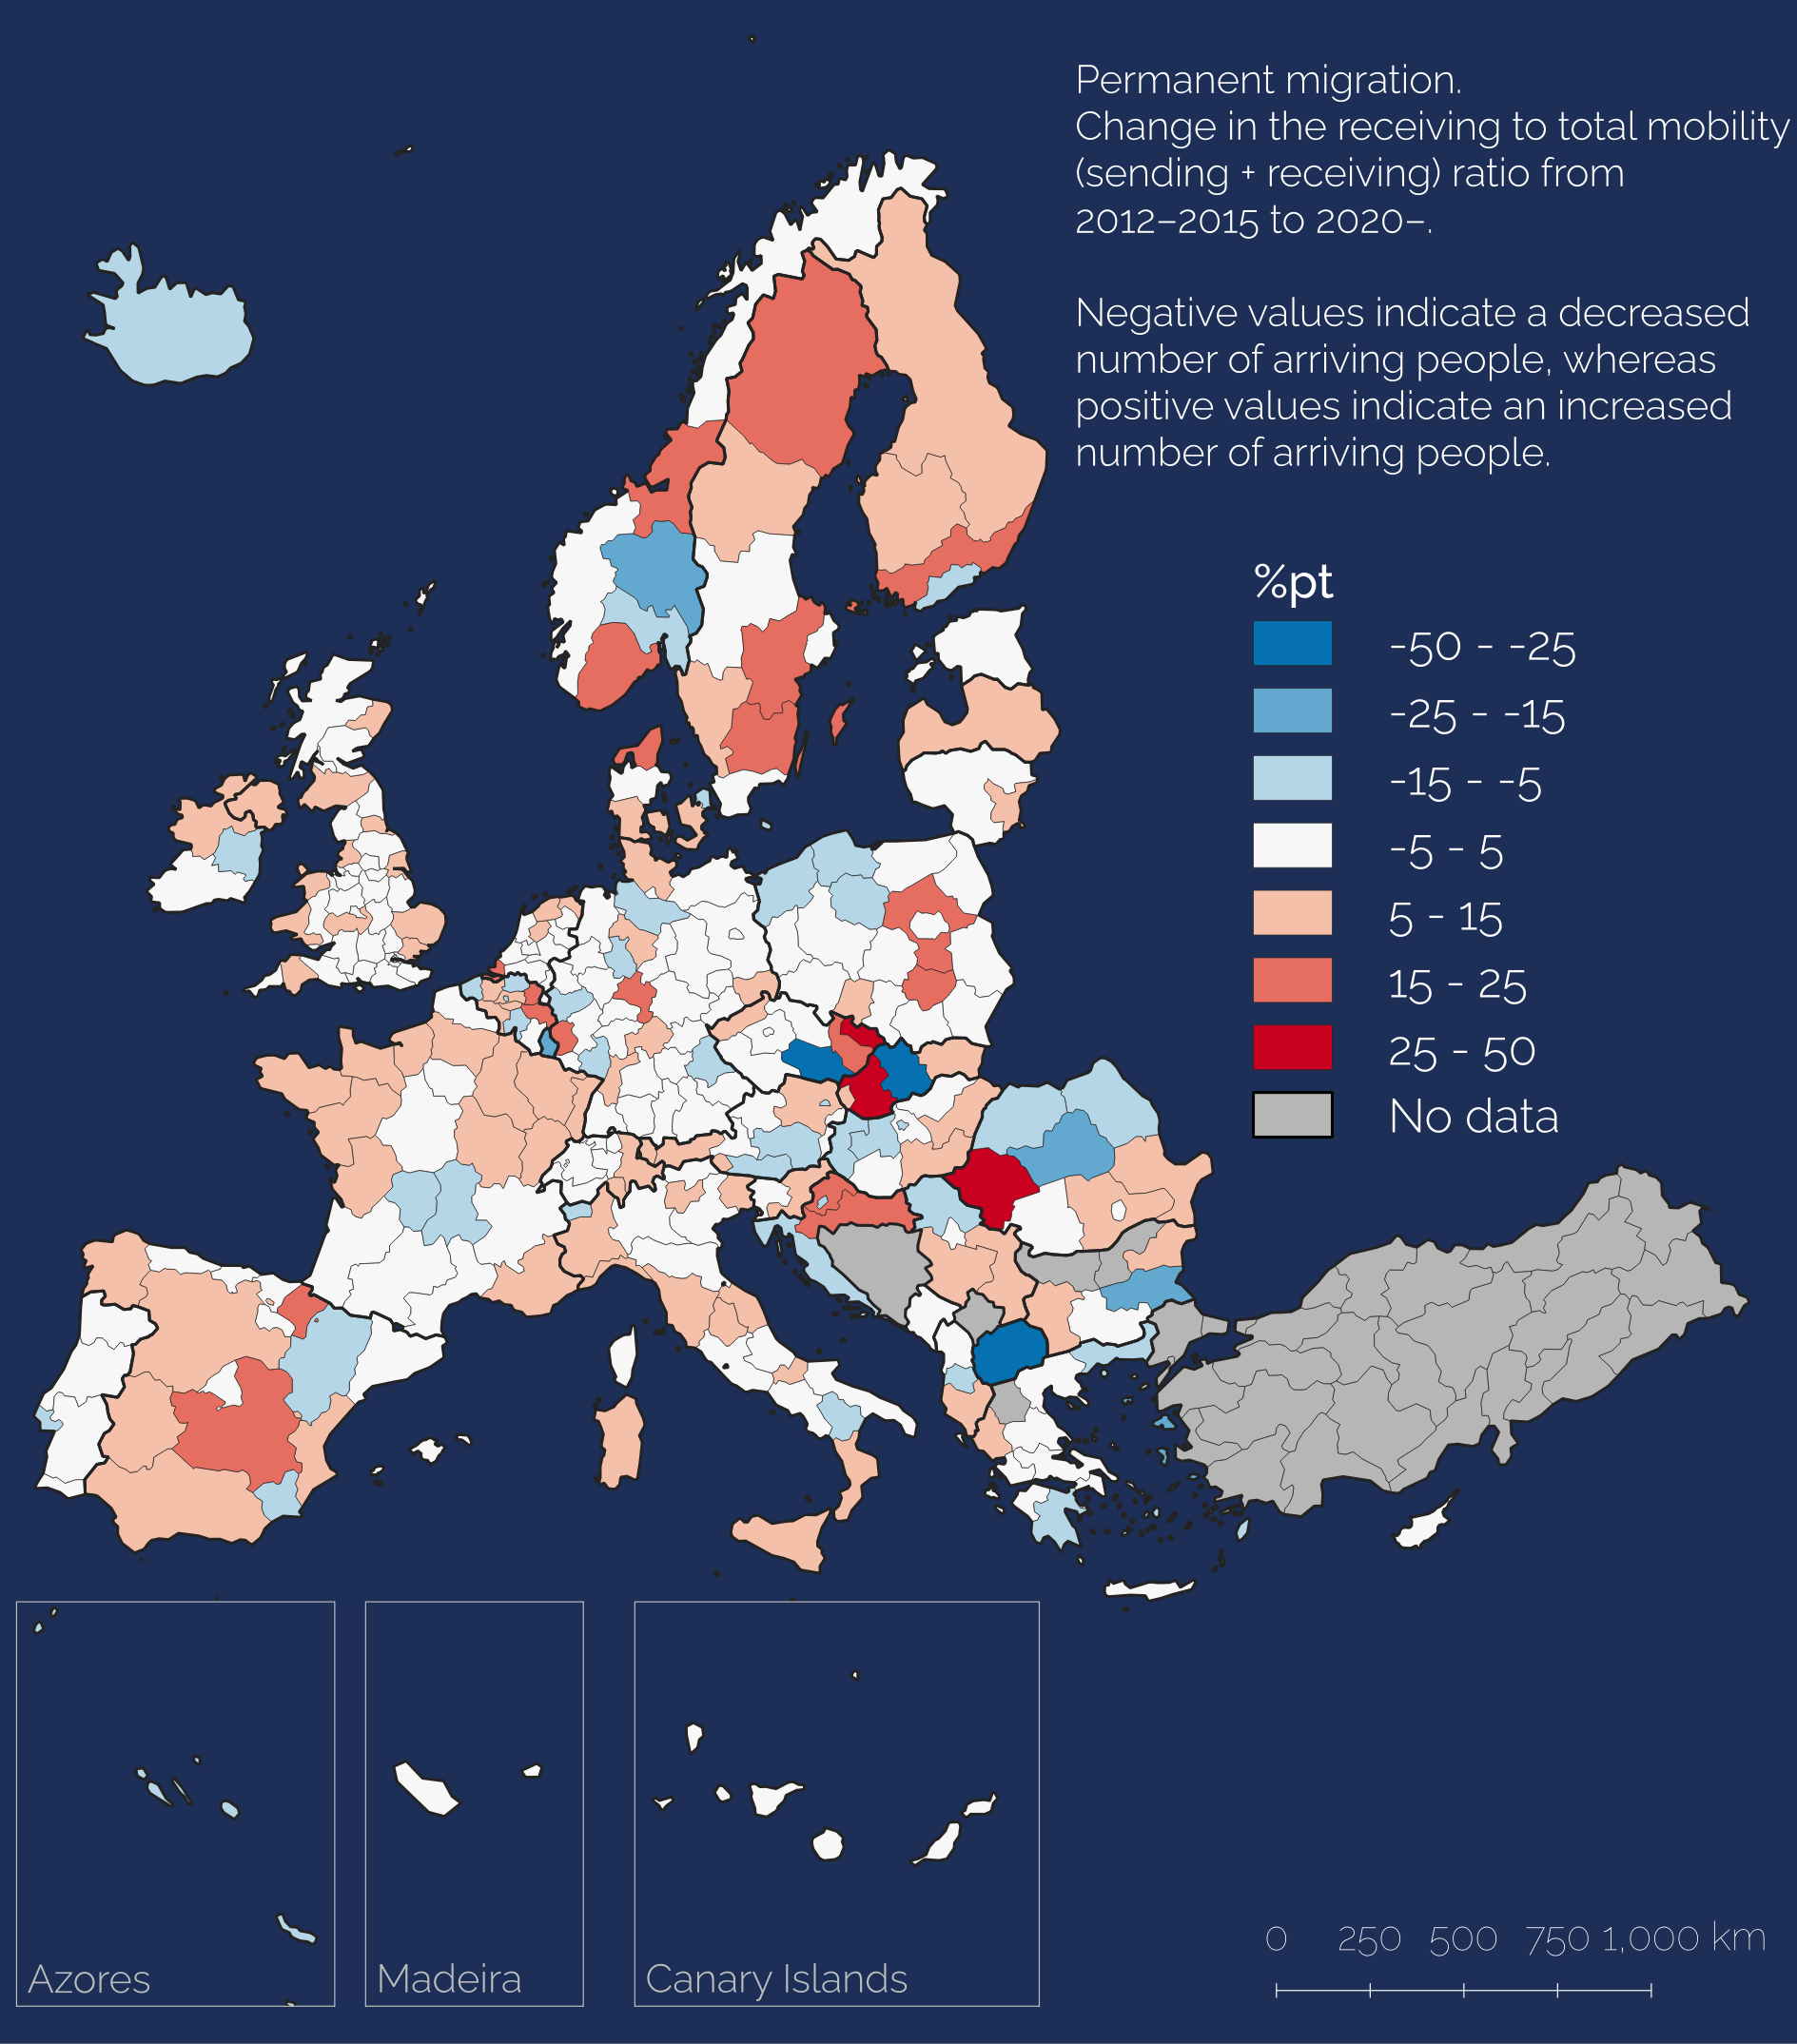 Permanent migration.
Change in the receiving to total mobility
(sending + receiving) ratio from
2012–2015 to 2020–.
Negative values indicate a decreased
number of arriving people, whereas
positive values indicate an increased
number of arriving people.
%pt
-50 - -25
-25 - -15
-15 - -5
-5 - 5
5 - 15
15 - 25
25 - 50
No data
0 250 500 750 1,000 km
Azores
Madeira
Canary Islands